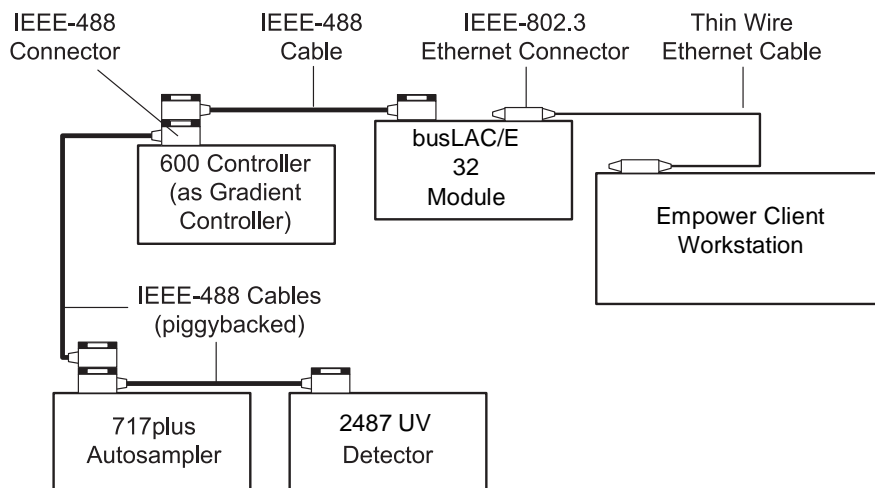 IEEE-488
Connector
IEEE-488
Cable
IEEE-802.3
Ethernet Connector
Thin Wire
Ethernet Cable
600 Controller
(as Gradient
Controller)
busLAC/E
32
Module
Empower Client
Workstation
IEEE-488 Cables
(piggybacked)
717plus
Autosampler
2487 UV
Detector